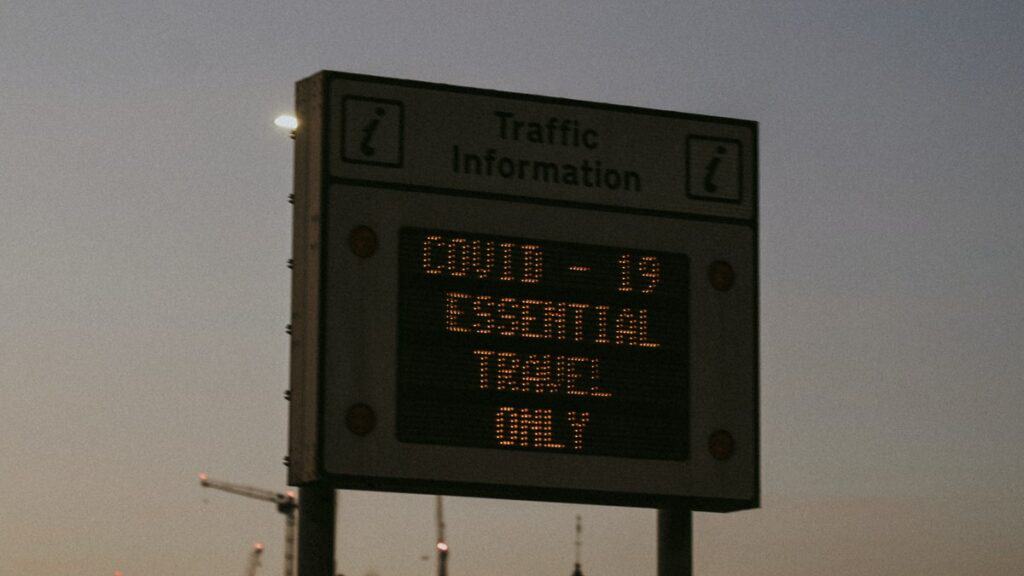 i
Traffic
Information
i
COVID - 19
ESSENTIAL
TRAVEL
ONLY